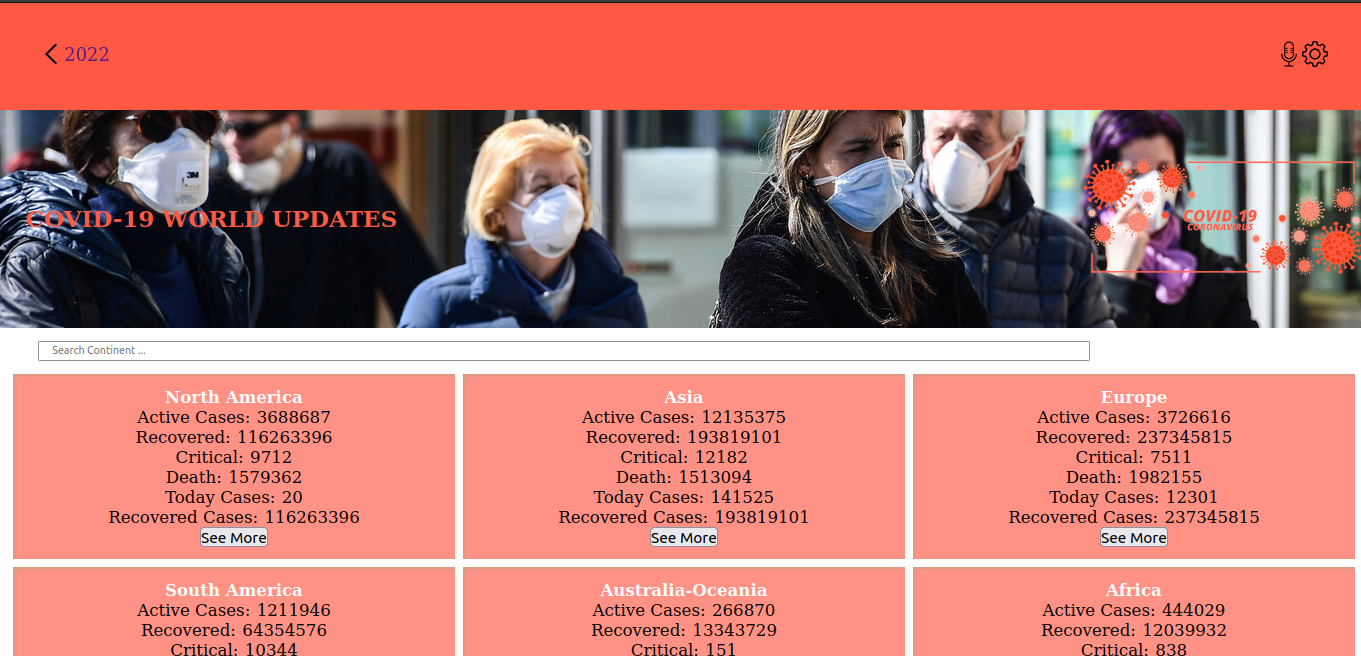 2022
3M
COVID-19 WORLD UPDATES
COVID-19
CORONAVIRUS
Search Continent ...
North America
Active Cases: 3688687
Recovered: 116263396
Critical: 9712
Death: 1579362
Today Cases: 20
Recovered Cases: 116263396
See More
Asia
Active Cases: 12135375
Recovered: 193819101
Critical: 12182
Death: 1513094
Today Cases: 141525
Recovered Cases: 193819101
See More
Europe
Active Cases: 3726616
Recovered: 237345815
Critical: 7511
Death: 1982155
Today Cases: 12301
Recovered Cases: 237345815
See More
South America
Active Cases: 1211946
Recovered: 64354576
Critical: 10344
Australia-Oceania
Active Cases: 266870
Recovered: 13343729
Critical: 151
Africa
Active Cases: 444029
Recovered: 12039932
Critical: 838